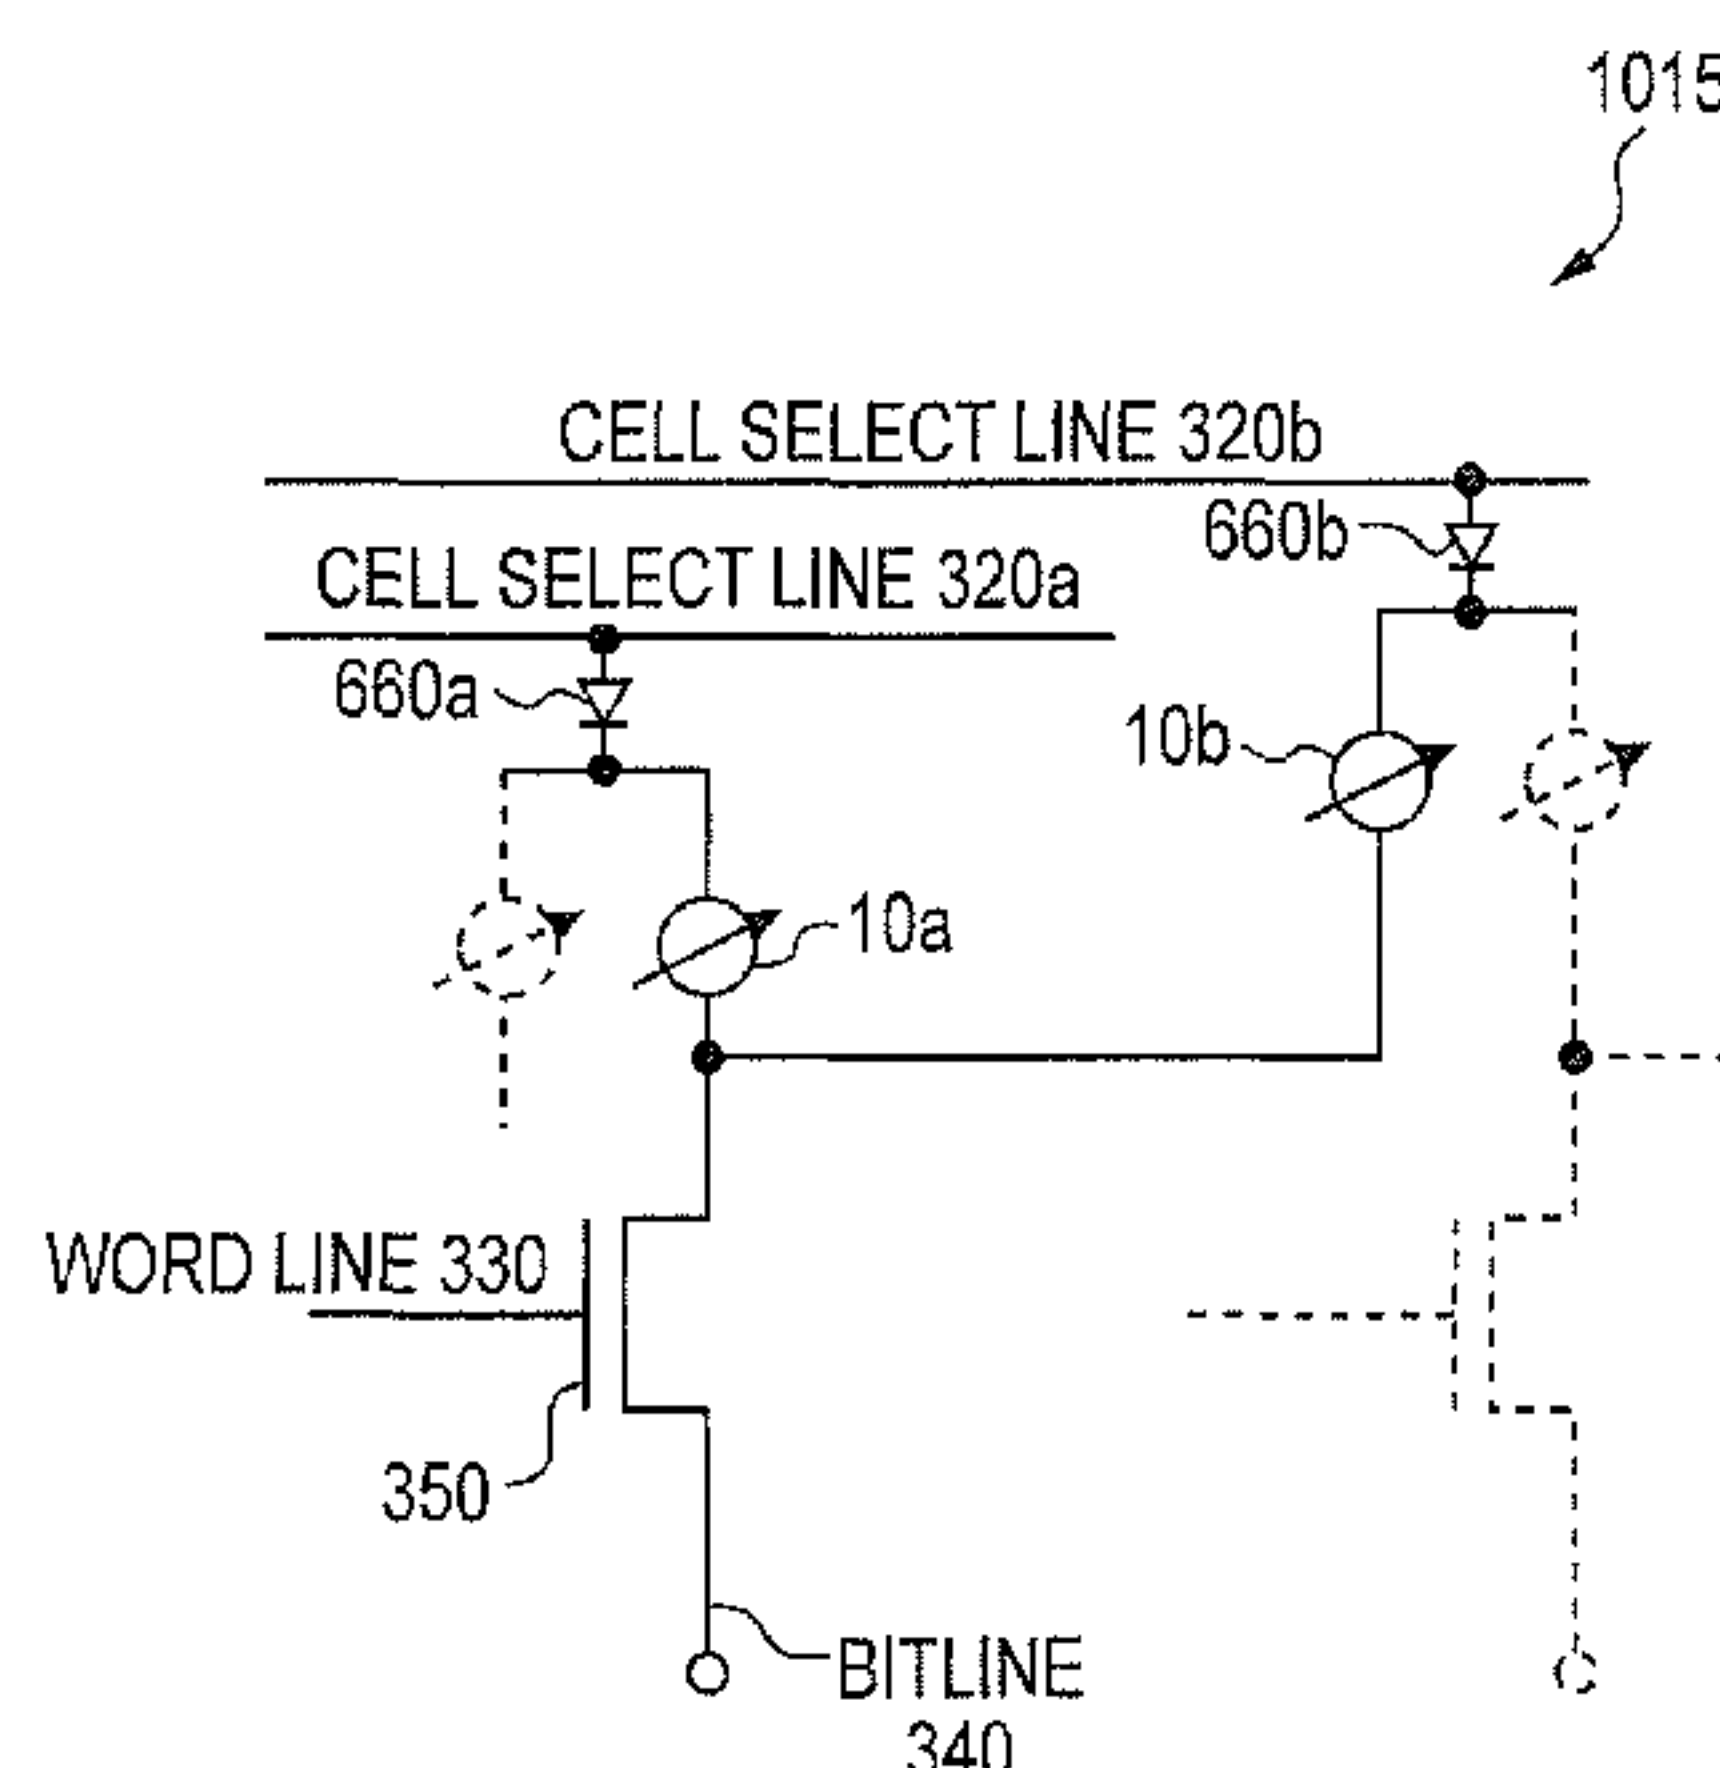 1015
CELL SELECT LINE 320b
660b
CELL SELECT LINE 320a
660a
10b
10a
WORD LINE 330
350
BITLINE
340